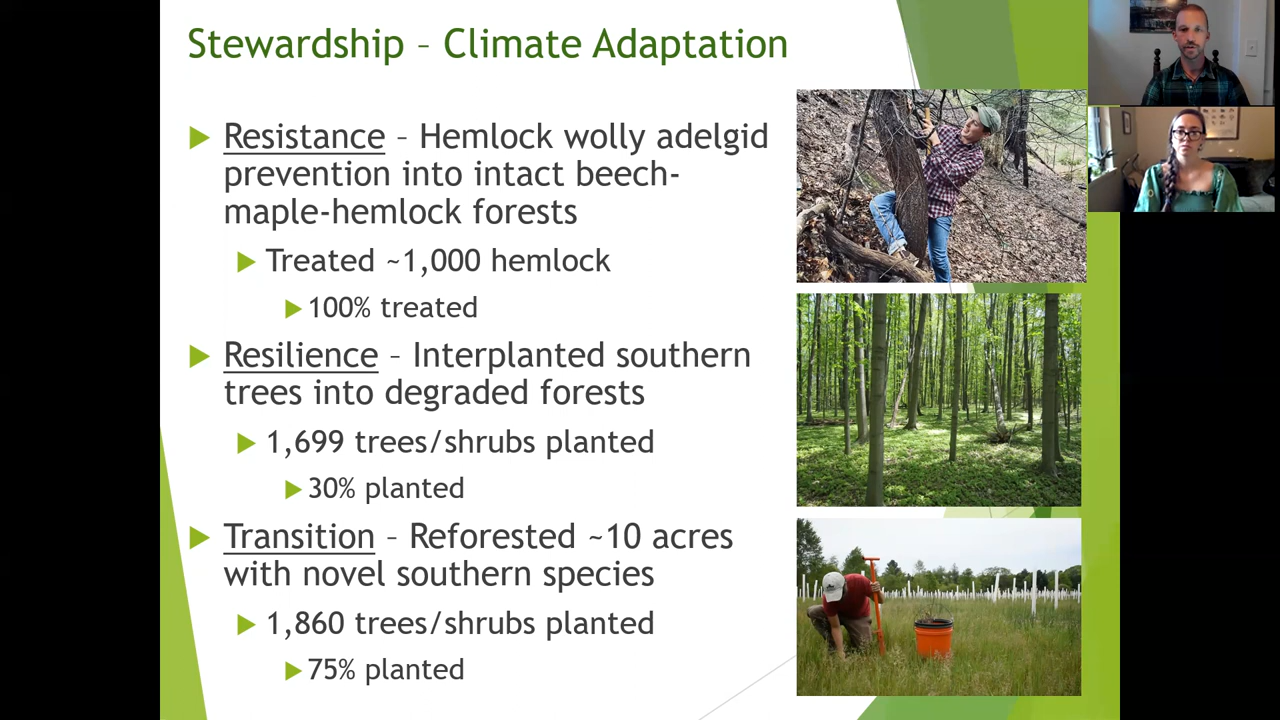 Stewardship – Climate Adaptation
Resistance – Hemlock wolly adelgid
prevention into intact beech-
maple-hemlock forests
Treated ~1,000 hemlock
100% treated
Resilience – Interplanted southern
trees into degraded forests
1,699 trees/shrubs planted
30% planted
Transition – Reforested ~10 acres
with novel southern species
1,860 trees/shrubs planted
75% planted